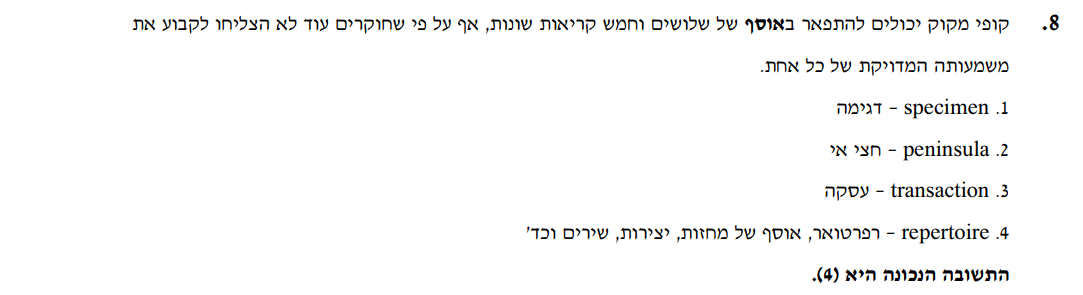 8. קופי מקוק יכולים להתפאר באוסף של שלושים וחמש קריאות שונות, אף על פי שחוקרים עוד לא הצליחו לקבוע את
משמעותה המדויקת של כל אחת.
1. specimen – דגימה
2. peninsula – חצי אי
3. transaction – עסקה
4. repertoire – רפרטואר, אוסף של מחזות, יצירות, שירים וכד'
התשובה הנכונה היא (4).